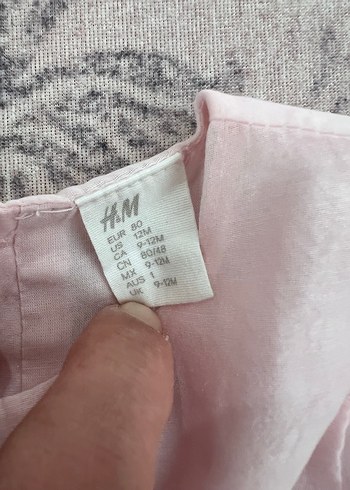 H&M
EUR 80
US 12M
CA 9-12M
CN 80/48
MX 9-12M
AUS 1
UK 9-12M